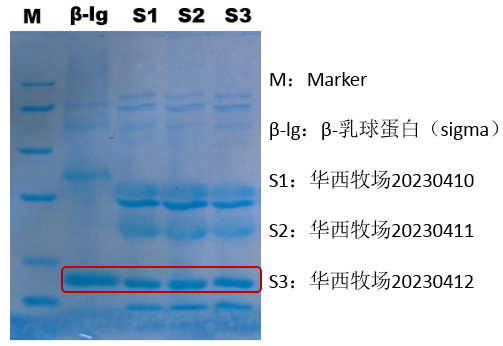 M β-lg S1 S2 S3
M：Marker
β-lg：β-乳球蛋白（sigma）
S1：华西牧场20230410
S2：华西牧场20230411
S3：华西牧场20230412